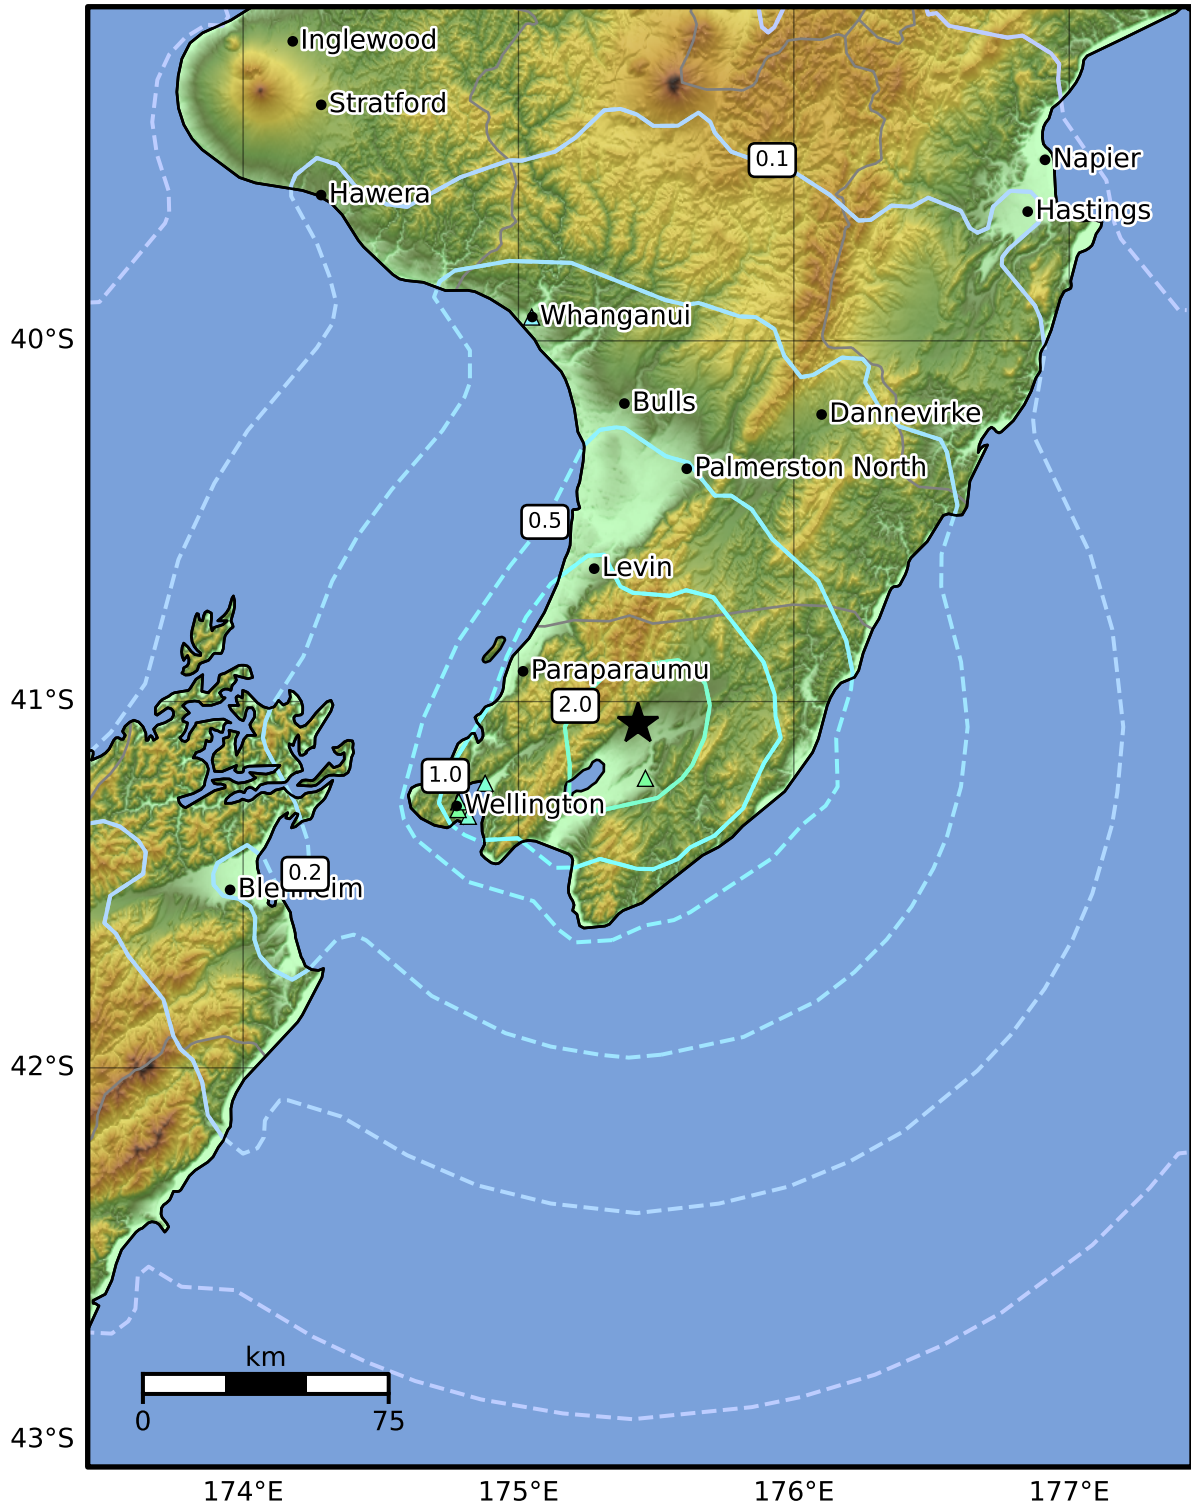 Inglewood
Stratford
0.1
Napier
Hawera
Hastings
Whanganui
40°S
Bulls
Dannevirke
Palmerston North
0.5
Levin
Paraparaumu
41°S
2.0
1.0
Wellington
0.2
Blenheim
42°S
km
0
75
43°S
174°E
175°E
176°E
177°E